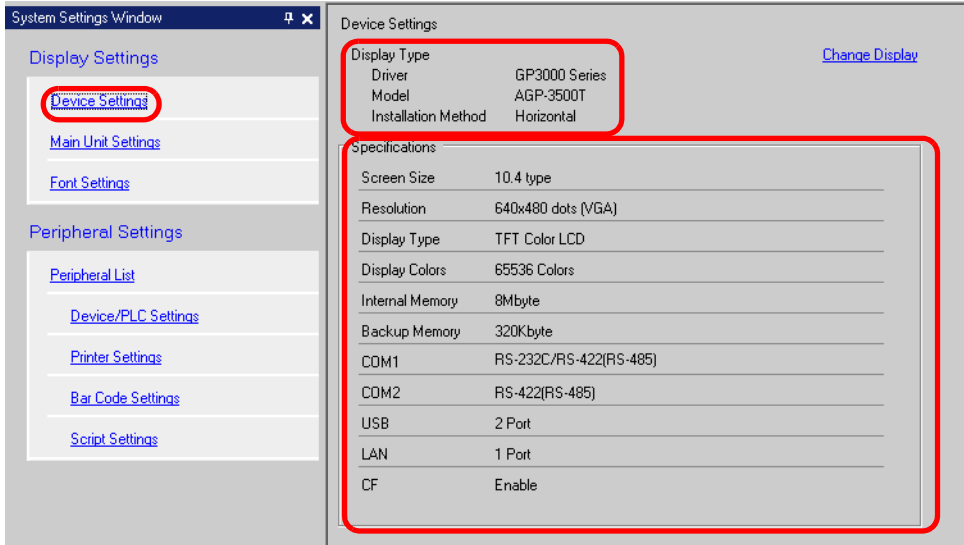 System Settings Window
Display Settings
Device Settings
Main Unit Settings
Font Settings
Peripheral Settings
Peripheral List
Device/PLC Settings
Printer Settings
Bar Code Settings
Script Settings
Device Settings
Display Type
Change Display
Driver GP3000 Series
Model AGP-3500T
Installation Method Horizontal
Specifications
Screen Size 10.4 type
Resolution 640x480 dots (VGA)
Display Type TFT Color LCD
Display Colors 65536 Colors
Internal Memory 8Mbyte
Backup Memory 320Kbyte
COM1 RS-232C/RS-422(RS-485)
COM2 RS-422(RS-485)
USB 2 Port
LAN 1 Port
CF Enable